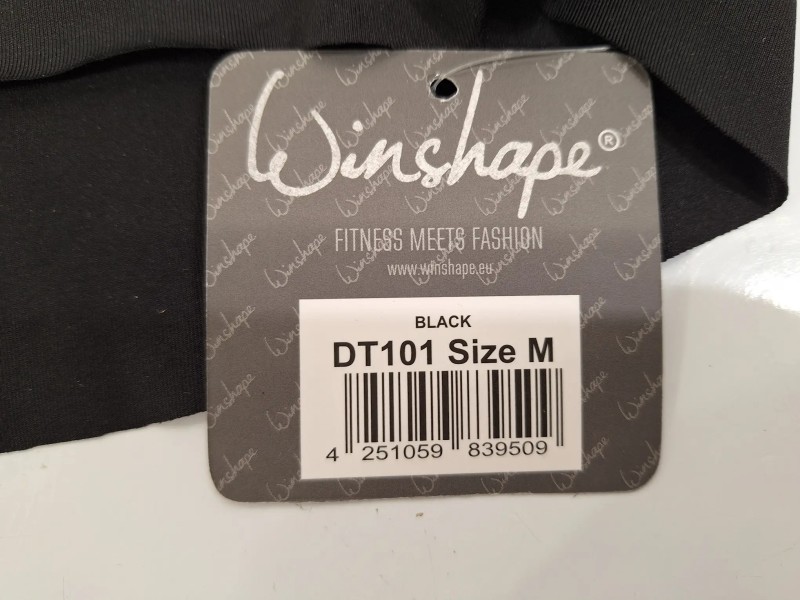 Winshape®
FITNESS MEETS FASHION
www.winshape.eu
BLACK
DT101 Size M
4 251059 839509